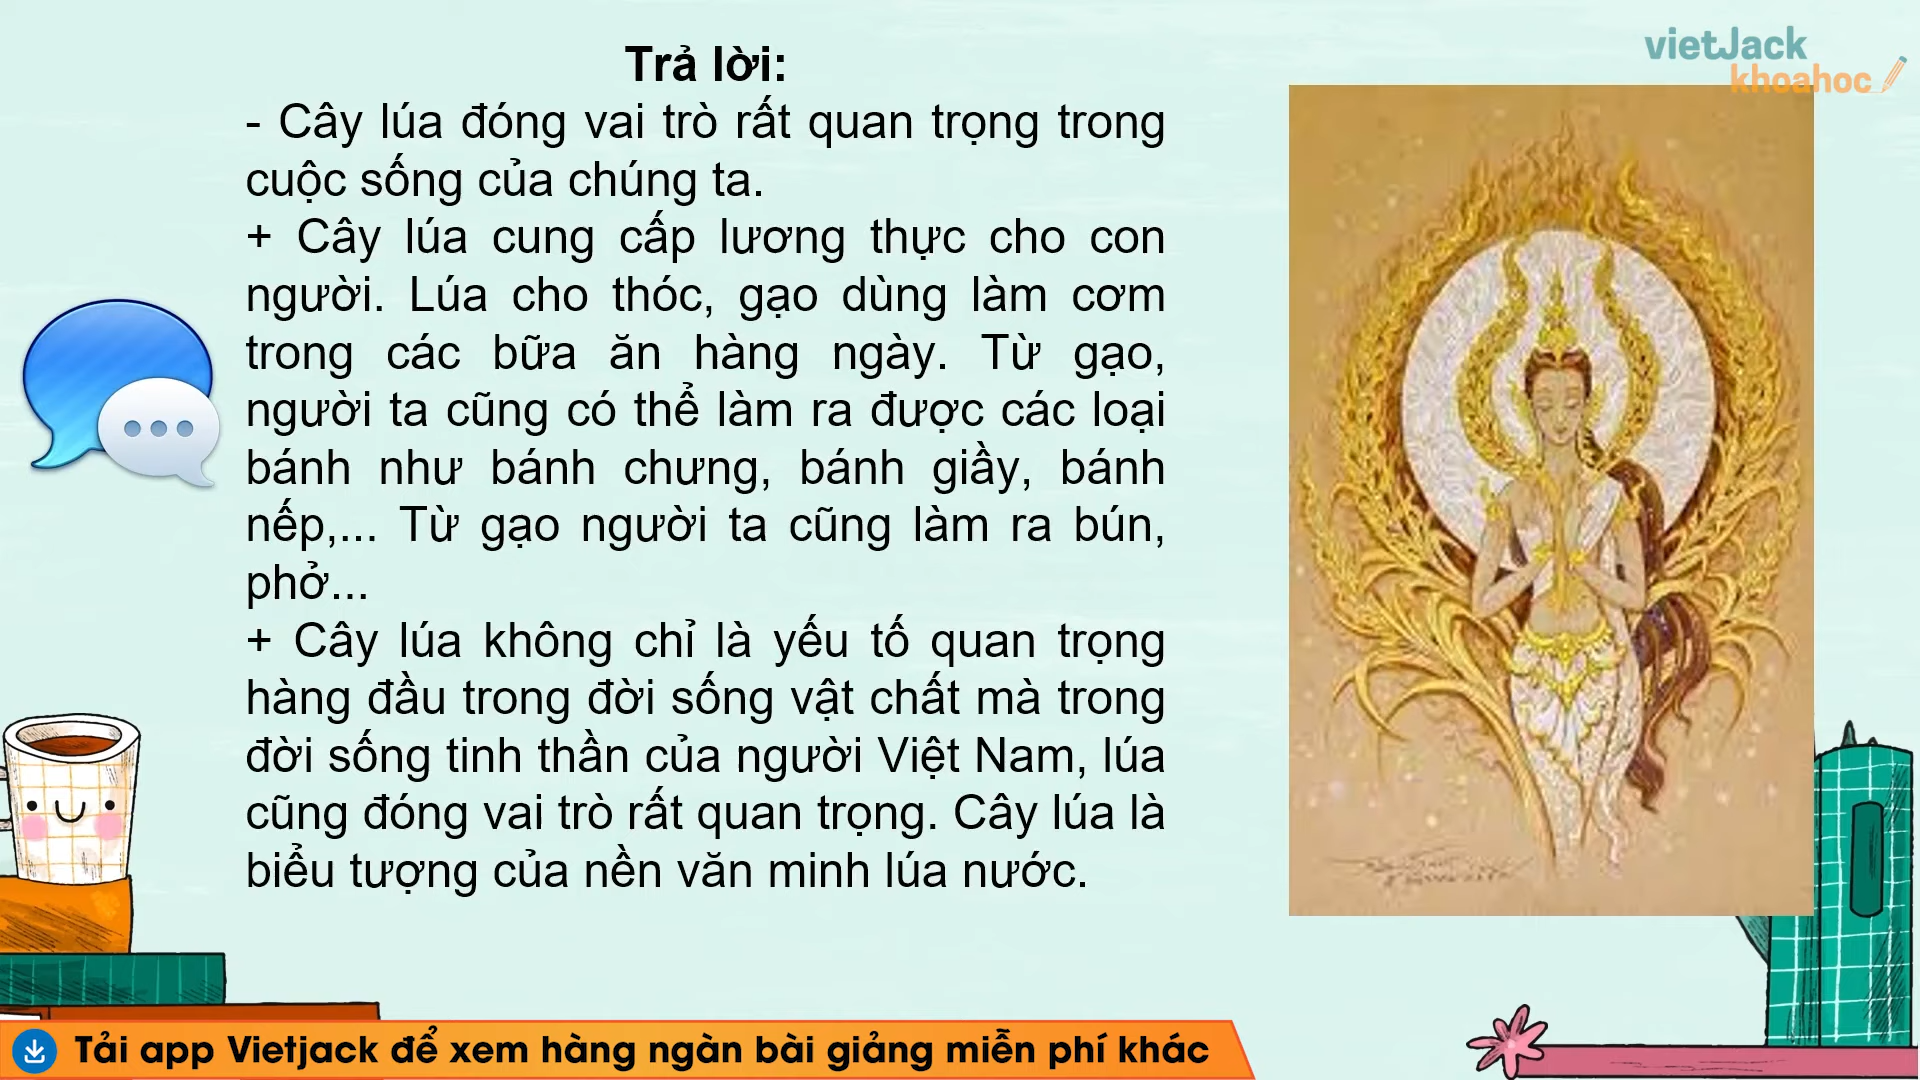 vietJack
khoahoc
Trả lời:
- Cây lúa đóng vai trò rất quan trọng trong
cuộc sống của chúng ta.
+ Cây lúa cung cấp lương thực cho con
người. Lúa cho thóc, gạo dùng làm cơm
trong các bữa ăn hàng ngày. Từ gạo,
người ta cũng có thể làm ra được các loại
bánh như bánh chưng, bánh giầy, bánh
nếp,... Từ gạo người ta cũng làm ra bún,
phở...
+ Cây lúa không chỉ là yếu tố quan trọng
hàng đầu trong đời sống vật chất mà trong
đời sống tinh thần của người Việt Nam, lúa
cũng đóng vai trò rất quan trọng. Cây lúa là
biểu tượng của nền văn minh lúa nước.
Tải app Vietjack để xem hàng ngàn bài giảng miễn phí khác